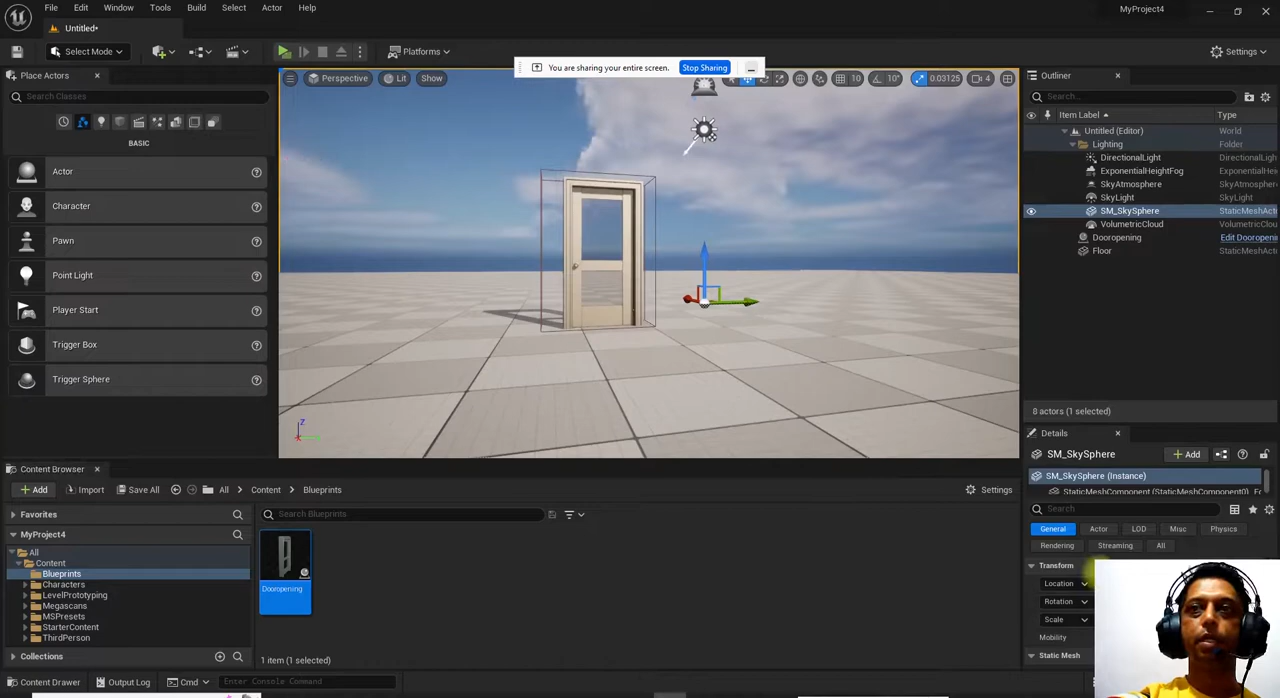 File Edit Window Tools Build Select Actor Help
MyProject4
Untitled*
Select Mode
Platforms
Settings
You are sharing your entire screen.
Stop Sharing
Place Actors
Search Classes
BASIC
Actor
Character
Pawn
Point Light
Player Start
Trigger Box
Trigger Sphere
Perspective
Lit
Show
10
10°
0.03125
4
Z
Outliner
Search...
Item Label
Type
Untitled (Editor) World
Lighting Folder
DirectionalLight DirectionalLight
ExponentialHeightFog ExponentialHeight
SkyAtmosphere SkyAtmosphere
SkyLight SkyLight
SM_SkySphere StaticMeshAct
VolumetricCloud VolumetricClou
Dooropening Edit Dooropeni
Floor StaticMeshAct
8 actors (1 selected)
Details
SM_SkySphere
Add
SM_SkySphere (Instance)
StaticMeshComponent (StaticMeshComponent0)
Search
General
Actor
LOD
Misc
Physics
Rendering
Streaming
All
Transform
Location
Rotation
Scale
Mobility
Static Mesh
Content Browser
Add
Import
Save All
All
Content
Blueprints
Settings
Favorites
MyProject4
All
Content
Blueprints
Characters
LevelPrototyping
Megascans
MSPresets
StarterContent
ThirdPerson
Collections
Search Blueprints
Dooropening
1 item (1 selected)
Content Drawer
Output Log
Cmd
Enter Console Command